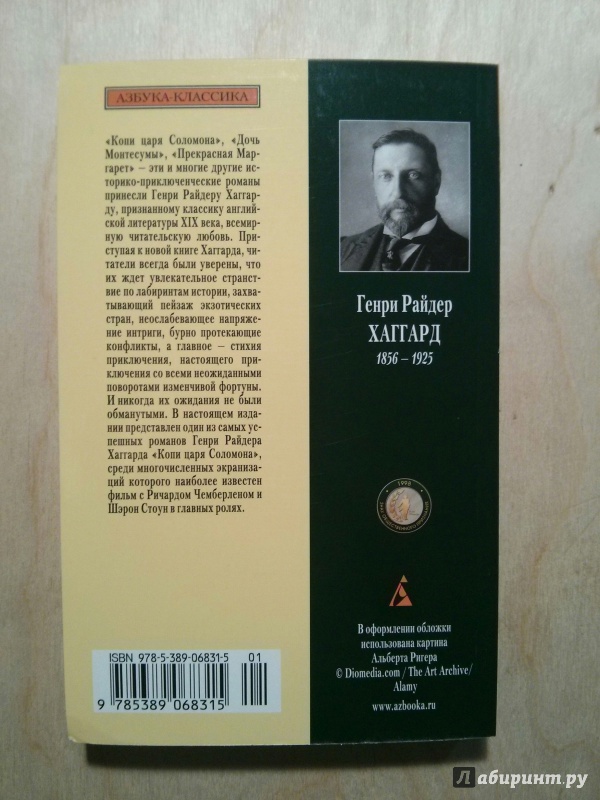 АЗБУКА-КЛАССИКА
«Копи царя Соломона», «Дочь
Монтесумы», «Прекрасная Мар-
гарет» – эти и многие другие ис-
торико-приключенческие романы
принесли Генри Райдеру Хаггар-
ду, признанному классику англий-
ской литературы XIX века, всемир-
ную читательскую любовь. При-
ступая к новой книге Хаггарда, чи-
татели всегда были уверены, что
их ждет увлекательное странст-
вие по лабиринтам истории, захва-
тывающий пейзаж экзотических
стран, неослабевающее напряже-
ние интриги, бурно протекающие
конфликты, а главное – стихия
приключения, настоящего при-
ключения со всеми неожиданными
поворотами изменчивой фортуны.
И никогда их ожидания не были
обманутыми. В настоящем изда-
нии представлен один из самых ус-
пешных романов Генри Райдера
Хаггарда «Копи царя Соломона»,
среди многочисленных экраниза-
ций которого наиболее известен
фильм с Ричардом Чемберленом и
Шэрон Стоун в главных ролях.
ISBN 978-5-389-06831-5 01
9 785389 068315
Генри Райдер
ХАГГАРД
1856 – 1925
1998
В оформлении обложки
использована картина
Альберта Ригера
© Diomedia.com / The Art Archive/
Alamy
www.azbooka.ru
Лабиринт.ру